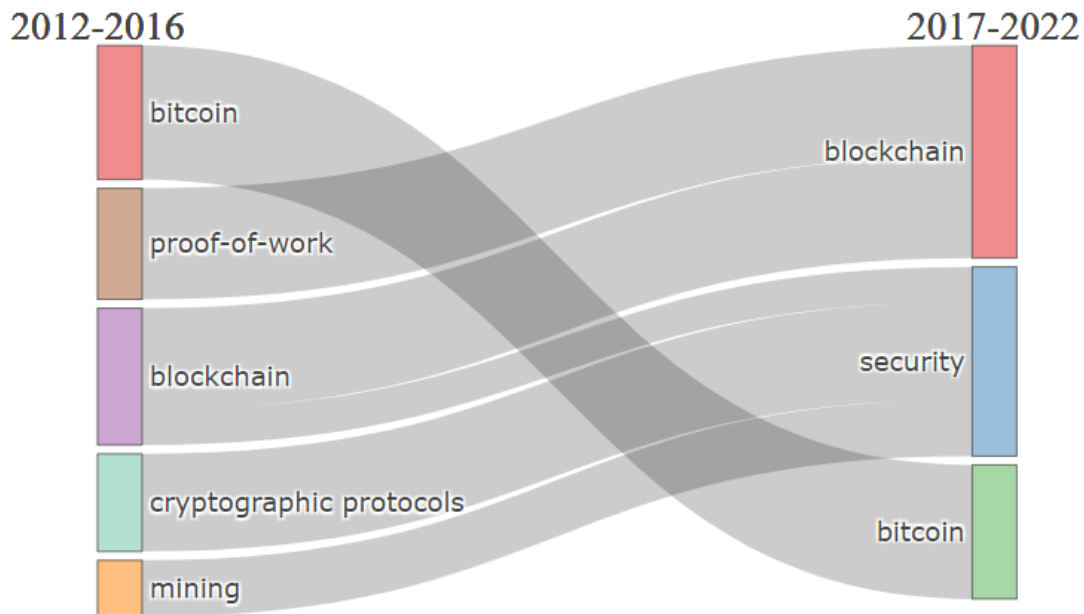 2012-2016
2017-2022
bitcoin
proof-of-work
blockchain
cryptographic protocols
mining
blockchain
security
bitcoin